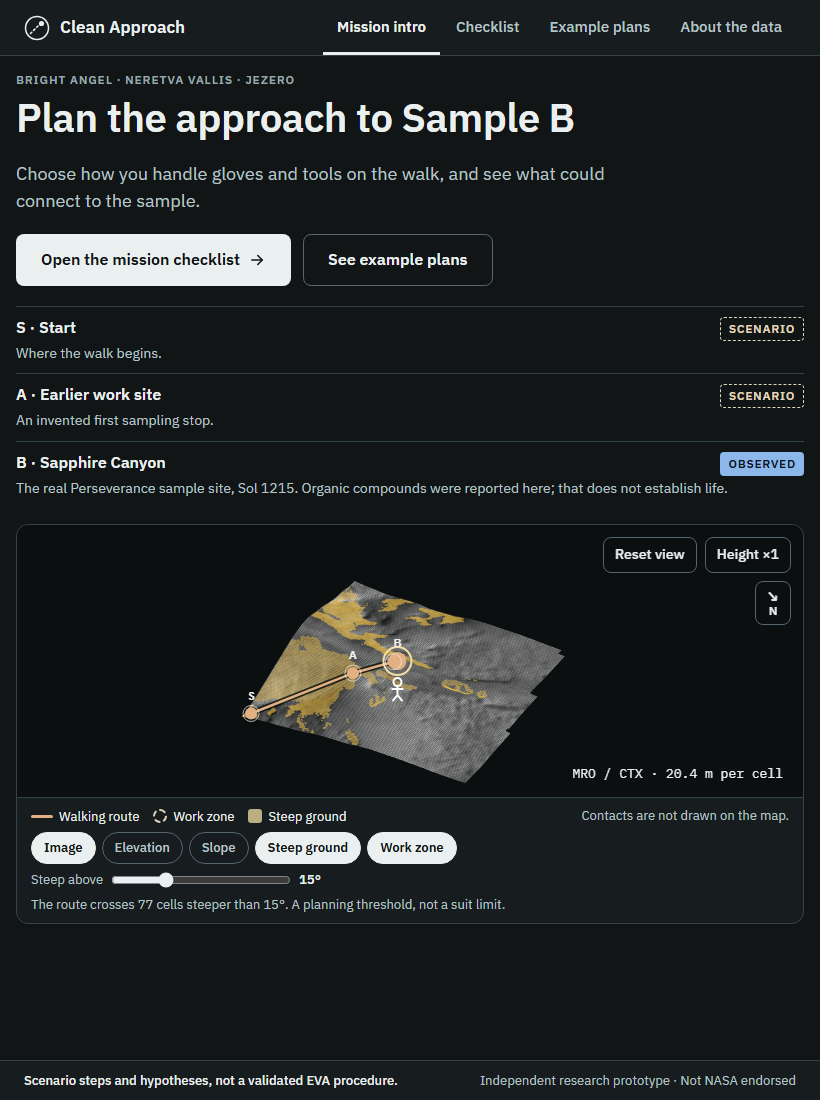 Clean Approach
Mission intro
Checklist
Example plans
About the data
BRIGHT ANGEL · NERETVA VALLIS · JEZERO
Plan the approach to Sample B
Choose how you handle gloves and tools on the walk, and see what could
connect to the sample.
Open the mission checklist →
See example plans
S · Start
SCENARIO
Where the walk begins.
A · Earlier work site
SCENARIO
An invented first sampling stop.
B · Sapphire Canyon
OBSERVED
The real Perseverance sample site, Sol 1215. Organic compounds were reported here; that does not establish life.
Reset view
Height ×1
↘
N
B
A
S
MRO / CTX · 20.4 m per cell
Walking route
Work zone
Steep ground
Contacts are not drawn on the map.
Image
Elevation
Slope
Steep ground
Work zone
Steep above
15°
The route crosses 77 cells steeper than 15°. A planning threshold, not a suit limit.
Scenario steps and hypotheses, not a validated EVA procedure.
Independent research prototype · Not NASA endorsed